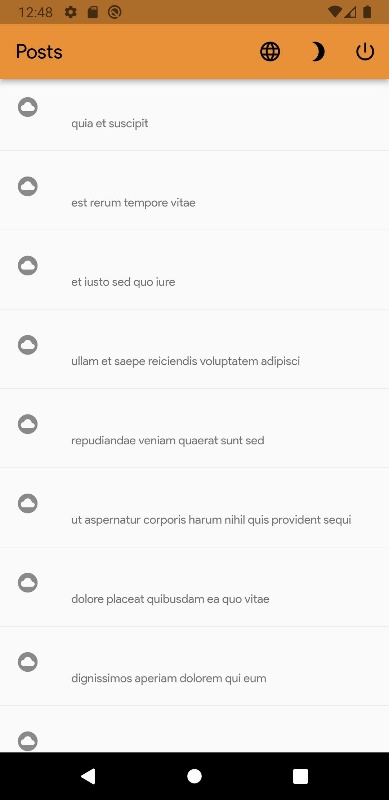 12:48
Posts
quia et suscipit
est rerum tempore vitae
et iusto sed quo iure
ullam et saepe reiciendis voluptatem adipisci
repudiandae veniam quaerat sunt sed
ut aspernatur corporis harum nihil quis provident sequi
dolore placeat quibusdam ea quo vitae
dignissimos aperiam dolorem qui eum